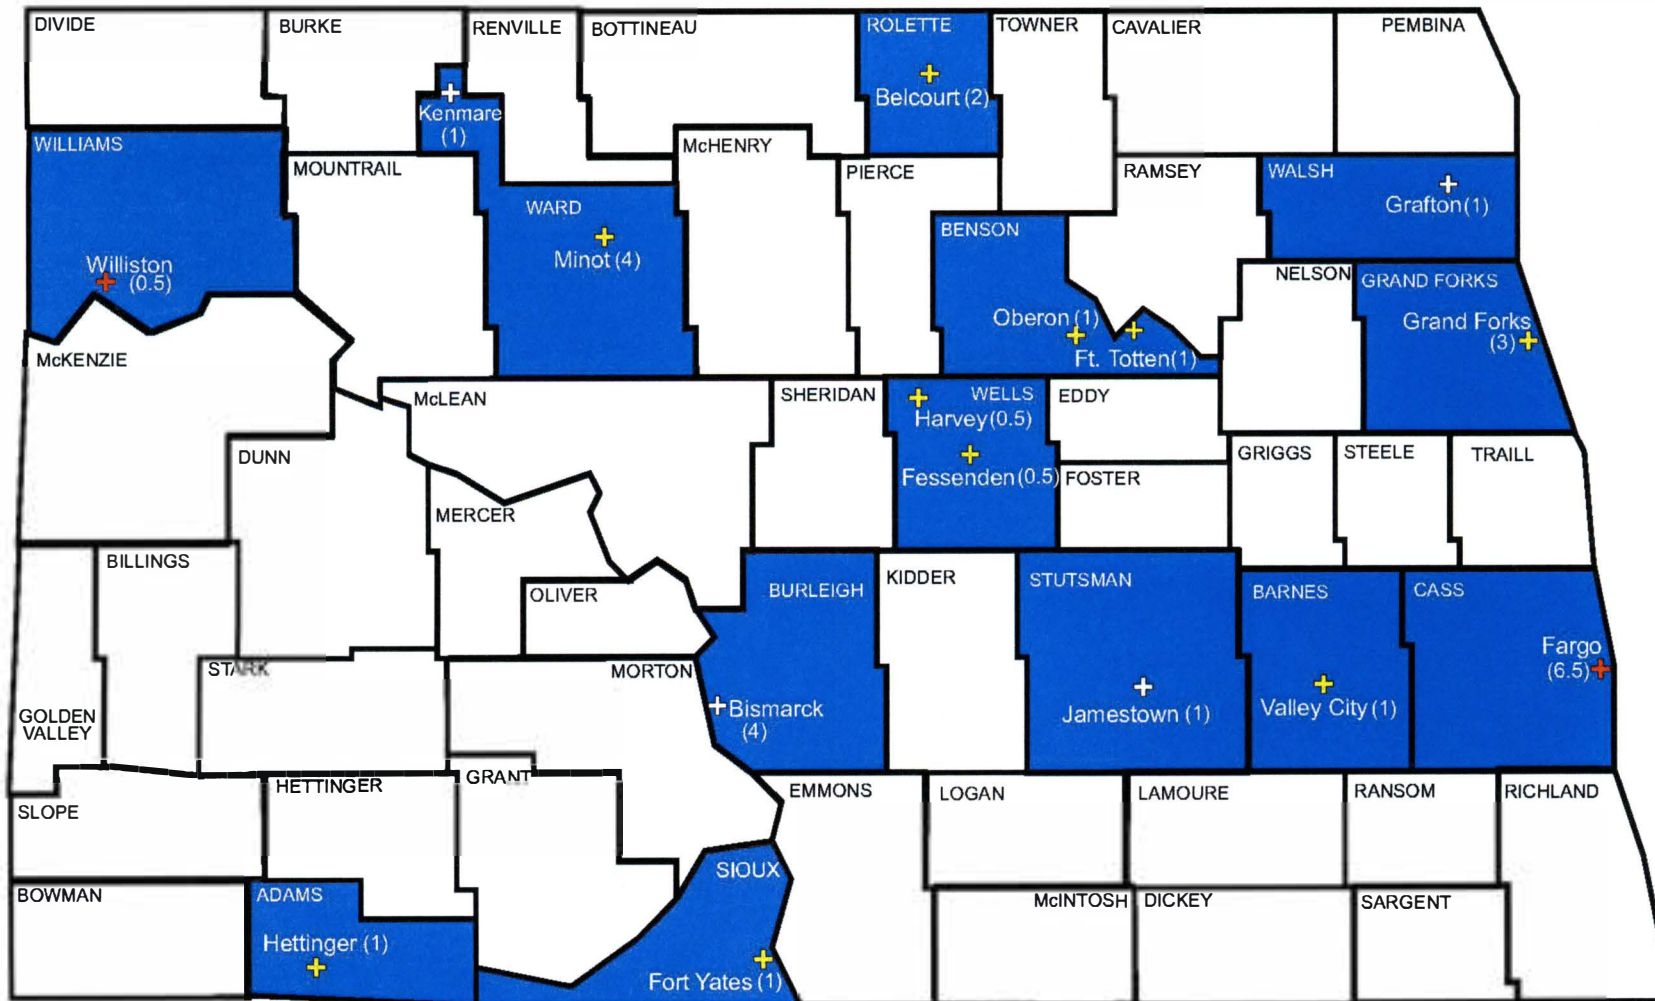 DIVIDE
BURKE
RENVILLE
BOTTINEAU
ROLETTE
TOWNER
CAVALIER
PEMBINA
Belcourt (2)
Kenmare
(1)
WILLIAMS
McHENRY
MOUNTRAIL
PIERCE
RAMSEY
WALSH
Grafton (1)
WARD
Minot (4)
BENSON
Williston
(0.5)
NELSON
GRAND FORKS
Oberon (1)
Grand Forks
(3)
Ft. Totten (1)
McKENZIE
McLEAN
SHERIDAN
WELLS
EDDY
Harvey (0.5)
DUNN
GRIGGS
STEELE
TRAILL
Fessenden (0.5)
FOSTER
MERCER
BILLINGS
KIDDER
STUTSMAN
OLIVER
BURLEIGH
BARNES
CASS
Fargo
(6.5)
STARK
MORTON
GOLDEN
VALLEY
Bismarck
(4)
Jamestown (1)
Valley City (1)
HETTINGER
GRANT
EMMONS
LOGAN
LAMOURE
RANSOM
RICHLAND
SLOPE
SIOUX
BOWMAN
ADAMS
McINTOSH
DICKEY
SARGENT
Hettinger (1)
Fort Yates (1)